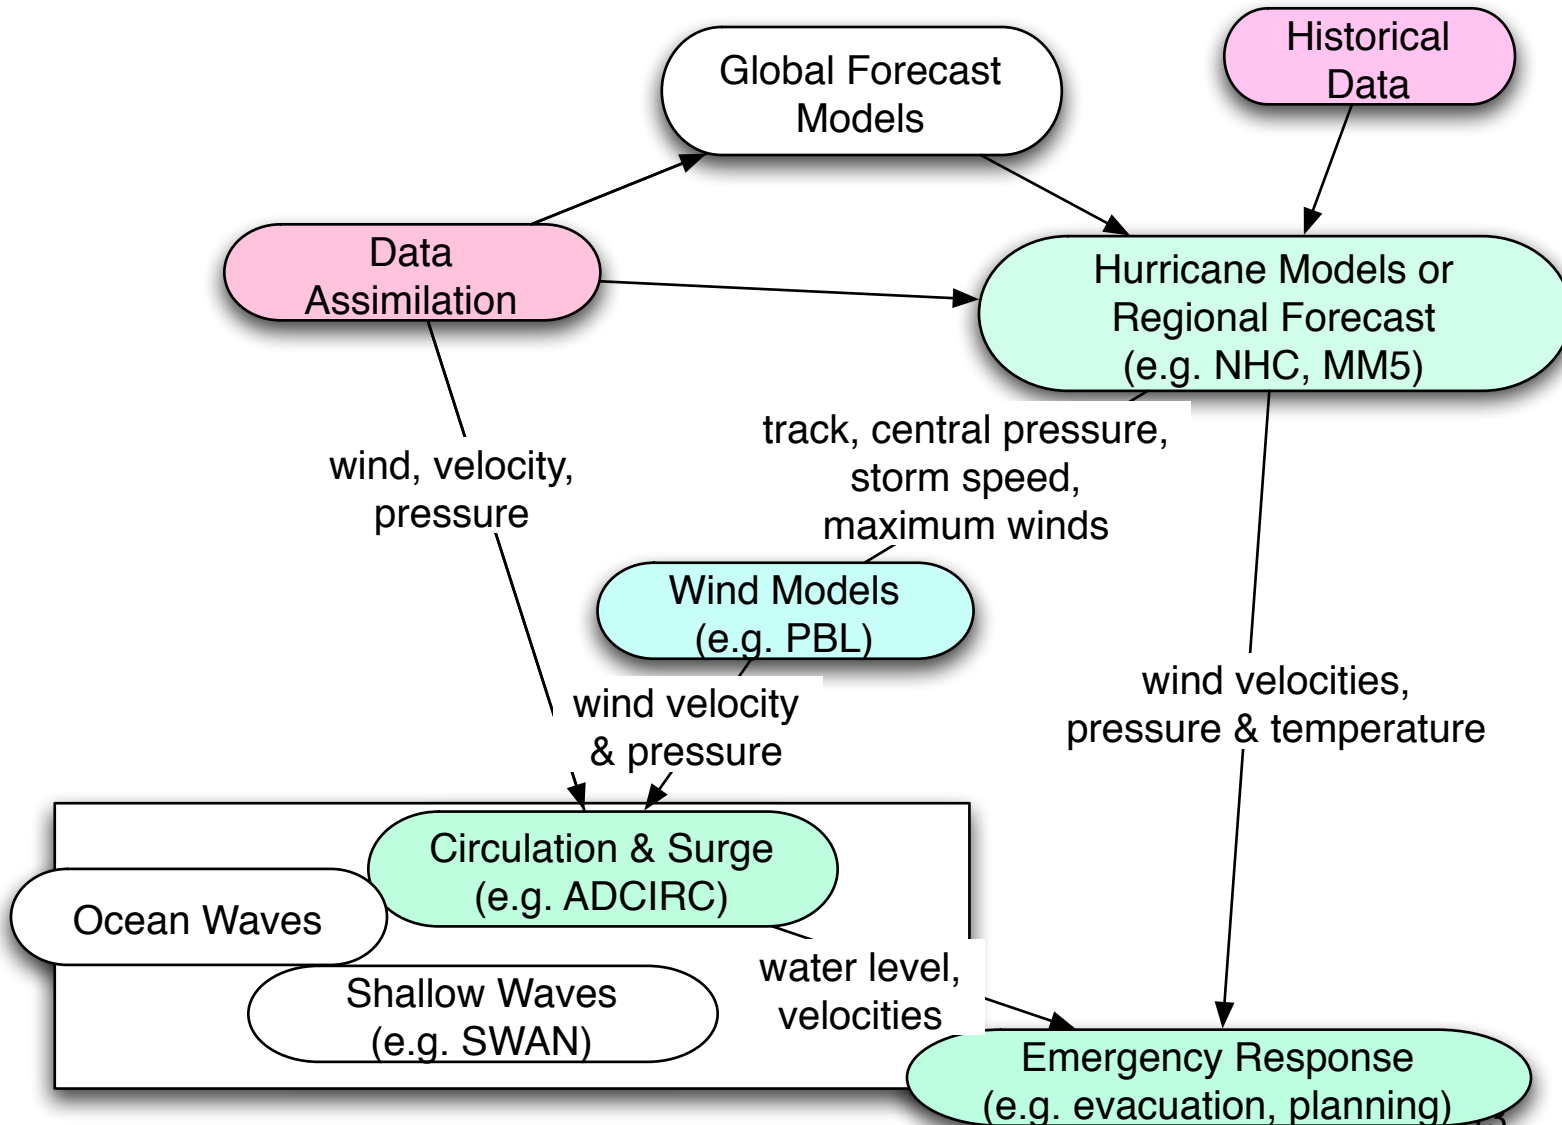 Global Forecast
Models
Historical
Data
Data
Assimilation
Hurricane Models or
Regional Forecast
(e.g. NHC, MM5)
track, central pressure,
storm speed,
maximum winds
wind, velocity,
pressure
Wind Models
(e.g. PBL)
wind velocity
& pressure
wind velocities,
pressure & temperature
Circulation & Surge
(e.g. ADCIRC)
Ocean Waves
Shallow Waves
(e.g. SWAN)
water level,
velocities
Emergency Response
(e.g. evacuation, planning)